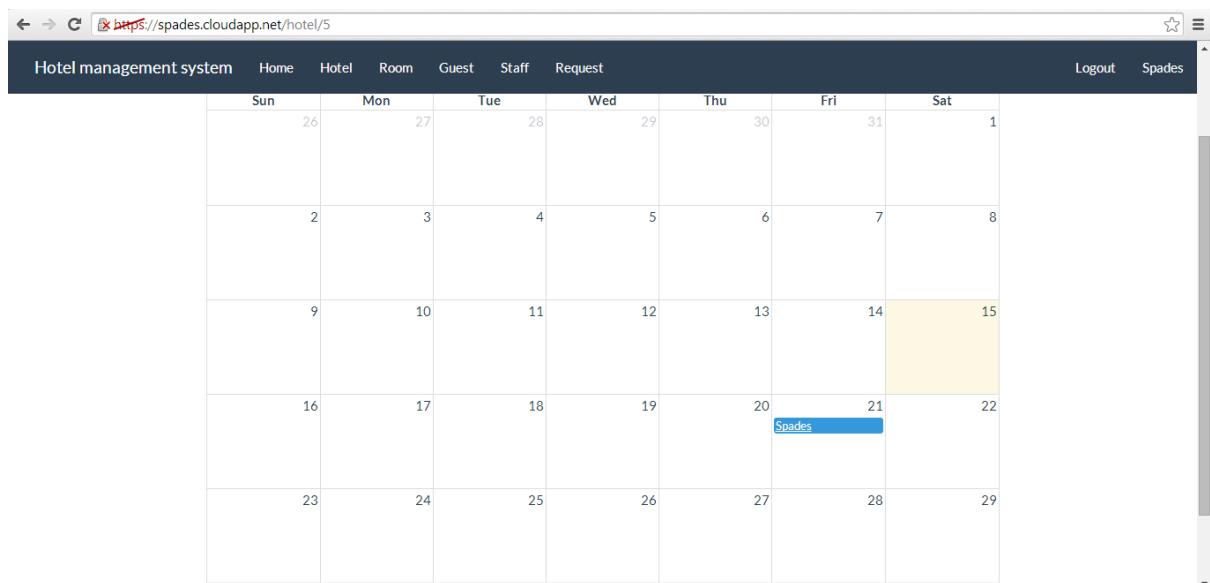 https://spades.cloudapp.net/hotel/5
Hotel management system Home Hotel Room Guest Staff Request Logout Spades
Sun Mon Tue Wed Thu Fri Sat
26 27 28 29 30 31 1
2 3 4 5 6 7 8
9 10 11 12 13 14 15
16 17 18 19 20 21 22
Spades
23 24 25 26 27 28 29